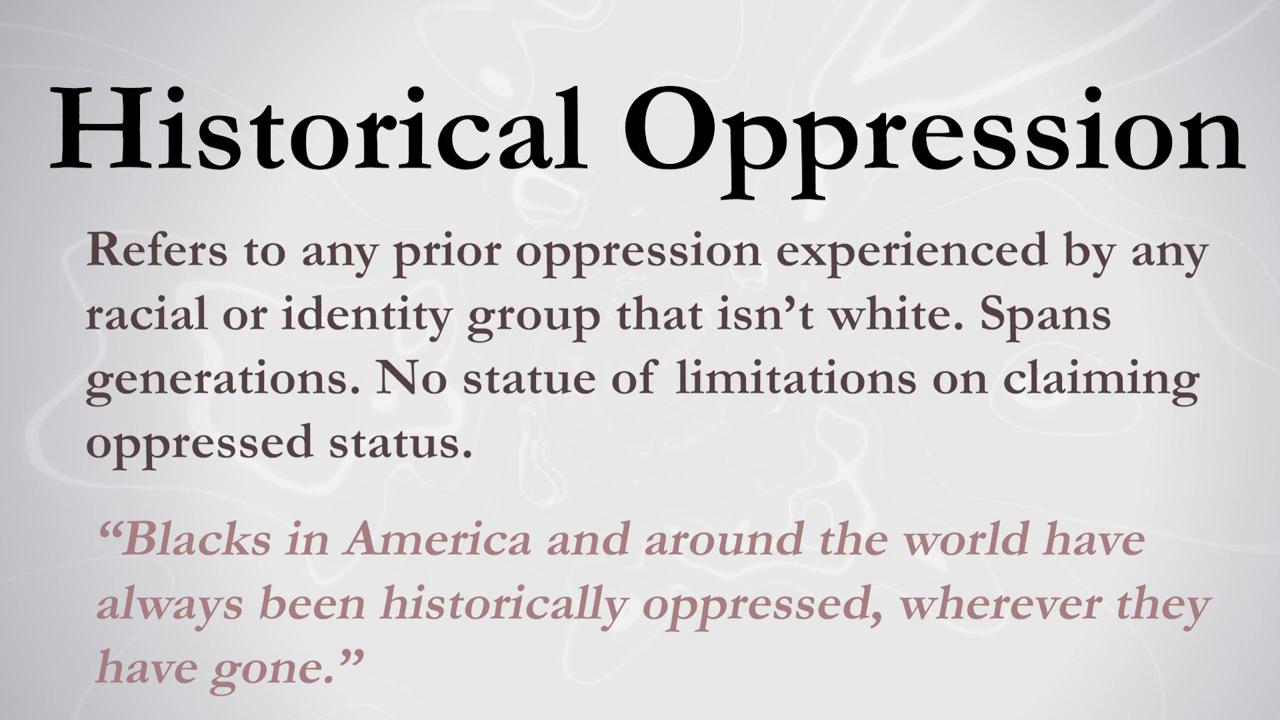 Historical Oppression
Refers to any prior oppression experienced by any
racial or identity group that isn’t white. Spans
generations. No statue of limitations on claiming
oppressed status.
“Blacks in America and around the world have
always been historically oppressed, wherever they
have gone.”